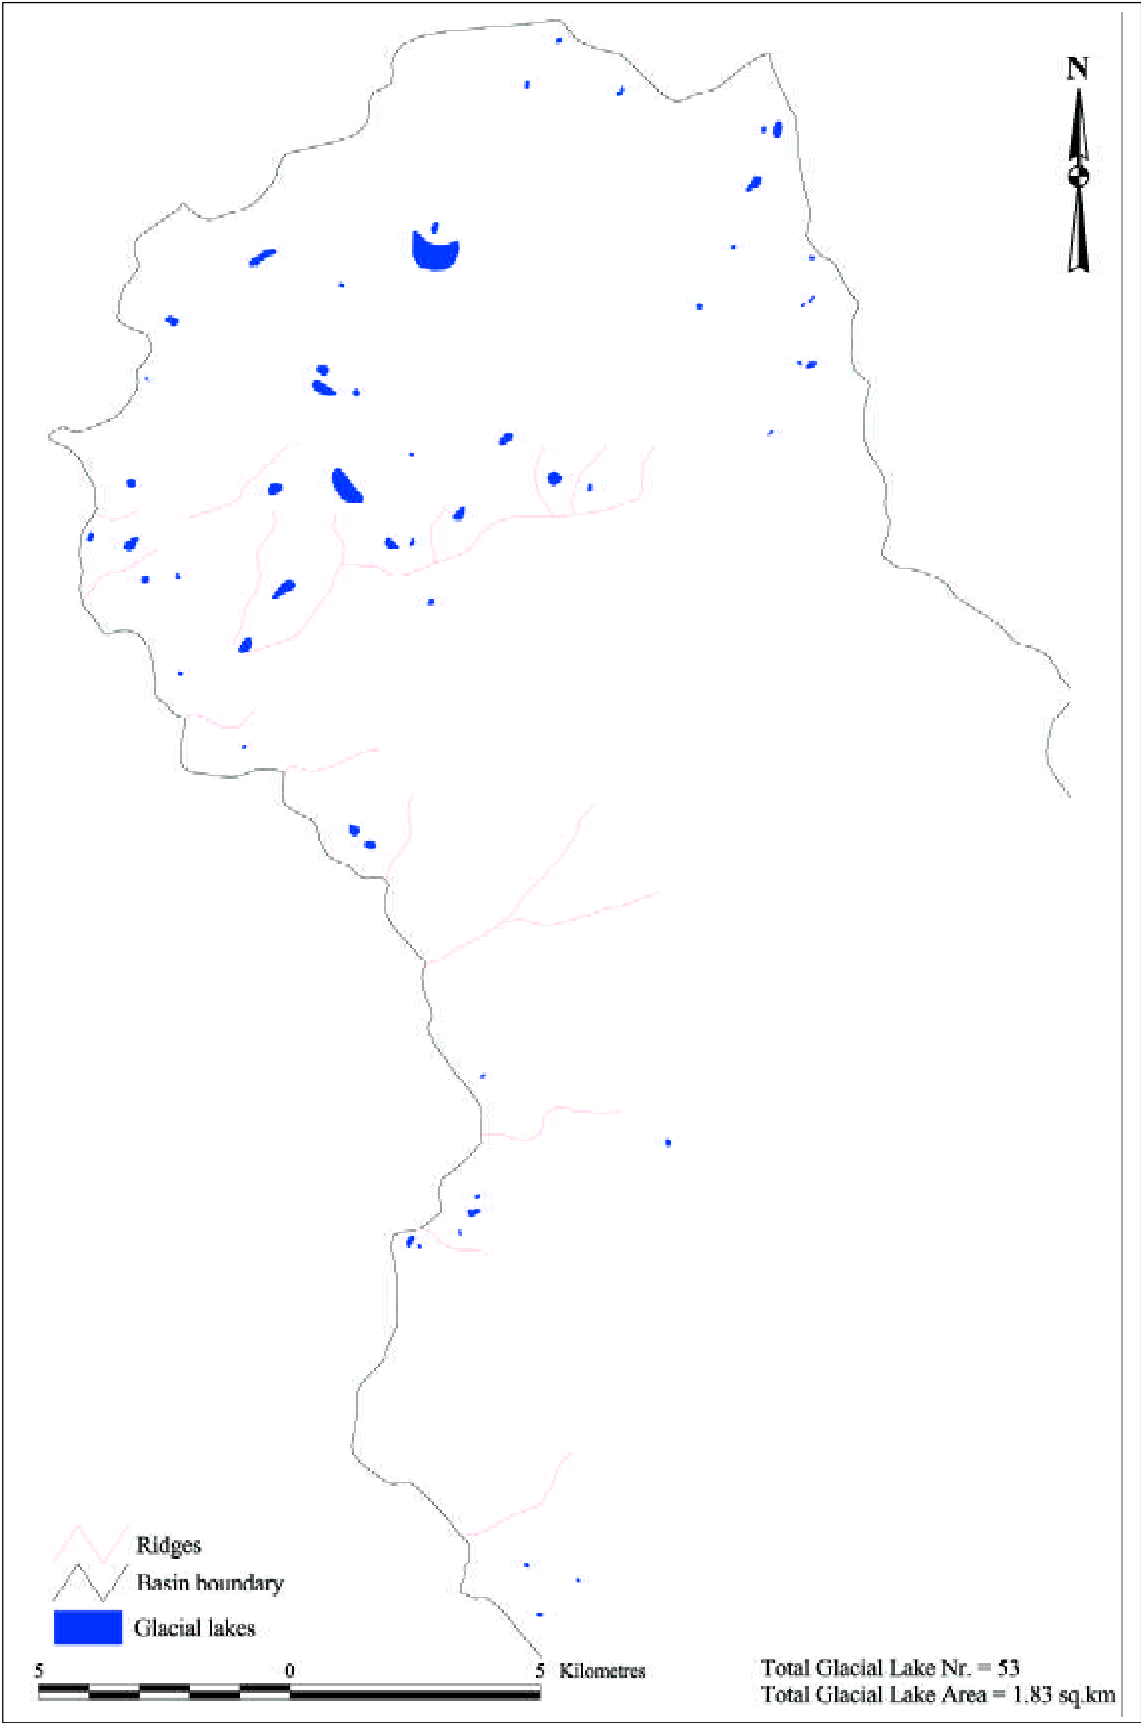 N
Ridges
Basin boundary
Glacial lakes
5 0 5 Kilometres
Total Glacial Lake Nr. = 53
Total Glacial Lake Area = 1.83 sq.km